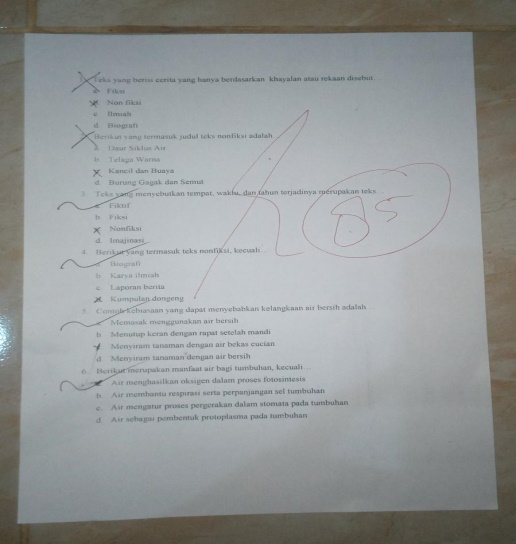 1. Teks yang berisi cerita yang hanya berdasarkan khayalan atau rekaan disebut...
a. Fiksi
b. Non fiksi
c. Ilmiah
d. Biografi
2. Berikut yang termasuk judul teks nonfiksi adalah...
a. Daur Siklus Air
b. Telaga Warna
c. Kancil dan Buaya
d. Burung Gagak dan Semut
3. Teks yang menyebutkan tempat, waktu, dan tahun terjadinya merupakan teks...
a. Fiktif
b. Fiksi
c. Nonfiksi
d. Imajinasi
4. Berikut yang termasuk teks nonfiksi, kecuali...
a. Biografi
b. Karya ilmiah
c. Laporan berita
d. Kumpulan dongeng
5. Contoh kebiasaan yang dapat menyebabkan kelangkaan air bersih adalah...
a. Memasak menggunakan air bersih
b. Menutup keran dengan rapat setelah mandi
c. Menyiram tanaman dengan air bekas cucian
d. Menyiram tanaman dengan air bersih
6. Berikut merupakan manfaat air bagi tumbuhan, kecuali...
a. Air menghasilkan oksigen dalam proses fotosintesis
b. Air membantu respirasi serta perpanjangan sel tumbuhan
c. Air mengatur proses pergerakan dalam stomata pada tumbuhan
d. Air sebagai pembentuk protoplasma pada tumbuhan
85